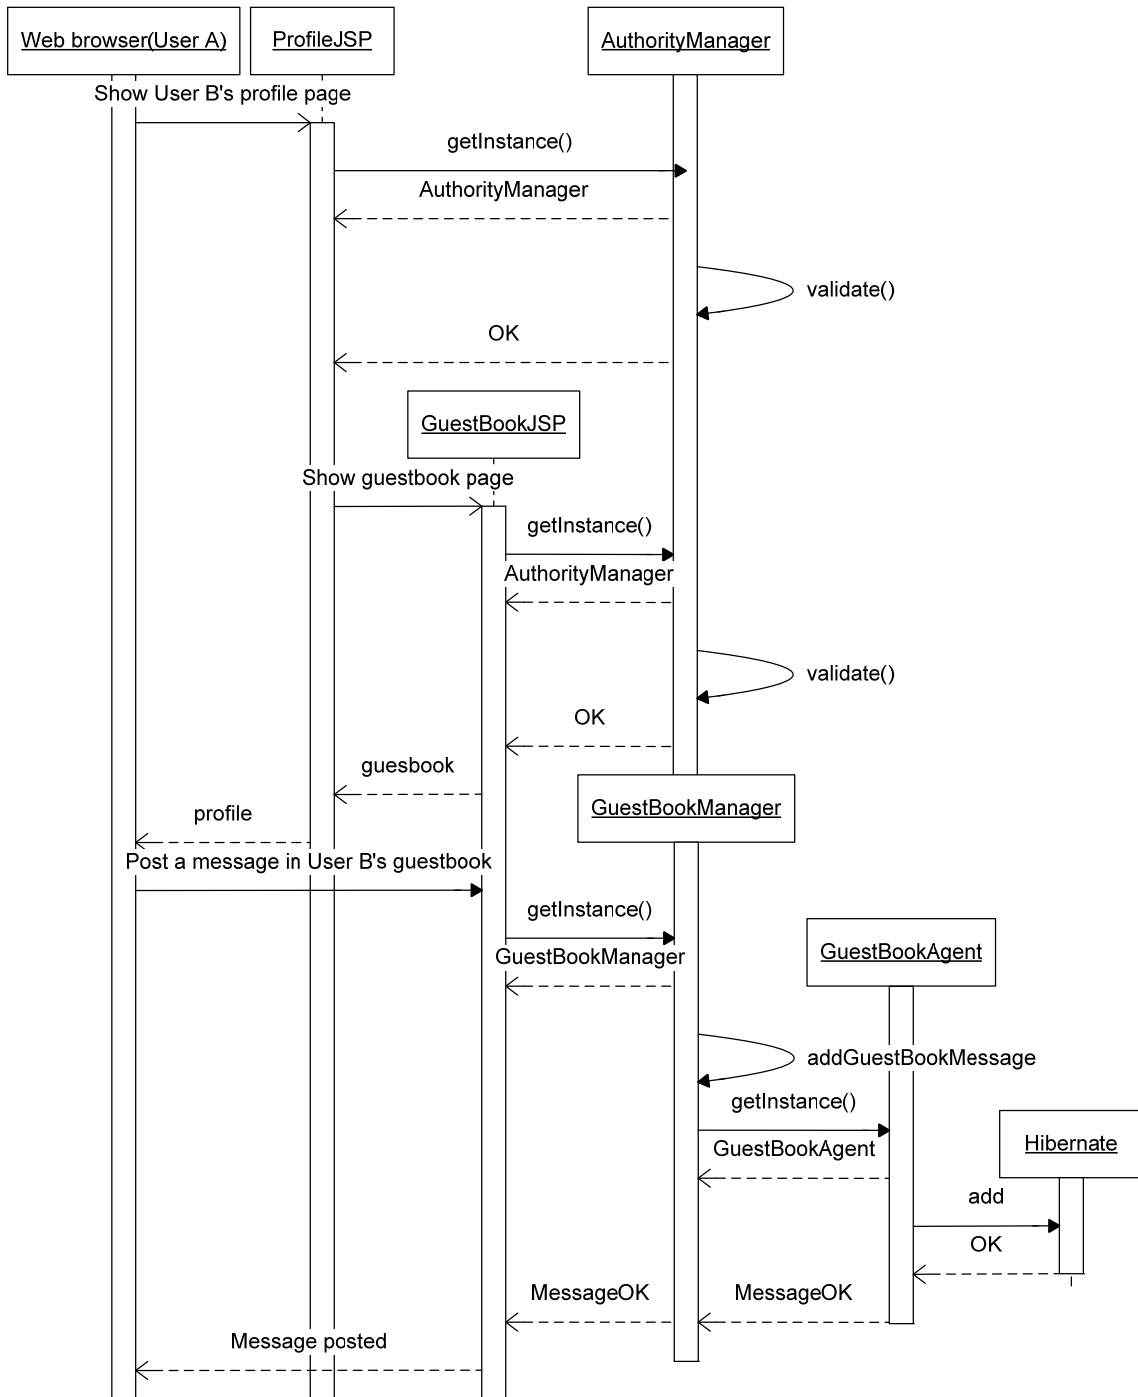 Web browser(User A)
ProfileJSP
AuthorityManager
Show User B's profile page
getInstance()
AuthorityManager
validate()
OK
GuestBookJSP
Show guestbook page
getInstance()
AuthorityManager
validate()
OK
guesbook
GuestBookManager
profile
Post a message in User B's guestbook
getInstance()
GuestBookManager
GuestBookAgent
addGuestBookMessage
getInstance()
GuestBookAgent
Hibernate
add
OK
MessageOK
MessageOK
Message posted